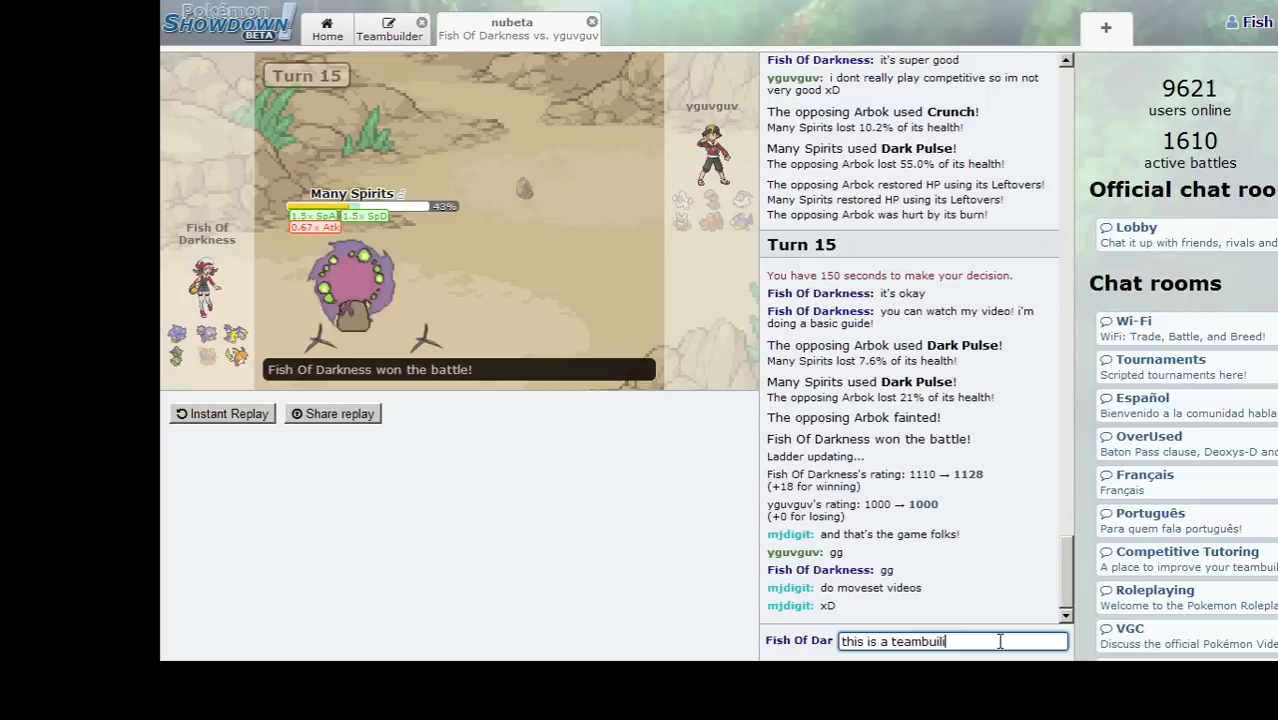 Pokémon
SHOWDOWN!
BETA
Home
Teambuilder
nubeta
Fish Of Darkness vs. yguvguv
+
Fish
Turn 15
Fish Of
Darkness
Many Spirits
43%
1.5x SpA
1.5x SpD
0.67x Atk
yguvguv
Fish Of Darkness won the battle!
Instant Replay
Share replay
Fish Of Darkness: it's super good
yguvguv: i dont really play competitive so im not
very good xD
The opposing Arbok used Crunch!
Many Spirits lost 10.2% of its health!
Many Spirits used Dark Pulse!
The opposing Arbok lost 55.0% of its health!
The opposing Arbok restored HP using its Leftovers!
Many Spirits restored HP using its Leftovers!
The opposing Arbok was hurt by its burn!
Turn 15
You have 150 seconds to make your decision.
Fish Of Darkness: it's okay
Fish Of Darkness: you can watch my video! i'm
doing a basic guide!
The opposing Arbok used Dark Pulse!
Many Spirits lost 7.6% of its health!
Many Spirits used Dark Pulse!
The opposing Arbok lost 21% of its health!
The opposing Arbok fainted!
Fish Of Darkness won the battle!
Ladder updating...
Fish Of Darkness's rating: 1110 → 1128
(+18 for winning)
yguvguv's rating: 1000 → 1000
(+0 for losing)
mjdigit: and that's the game folks!
yguvguv: gg
Fish Of Darkness: gg
mjdigit: do moveset videos
mjdigit: xD
Fish Of Dar
this is a teambuili
9621
users online
1610
active battles
Official chat roo
Lobby
Chat it up with friends, rivals and
Chat rooms
Wi-Fi
WiFi: Trade, Battle, and Breed!
Tournaments
Scripted tournaments here!
Español
Bienvenido a la comunidad habla
OverUsed
Baton Pass clause, Deoxys-D and
Français
Français
Português
Para quem fala português!
Competitive Tutoring
A place to improve your teambuil
Roleplaying
Welcome to the Pokemon Rolepla
VGC
Discuss the official Pokémon Vide